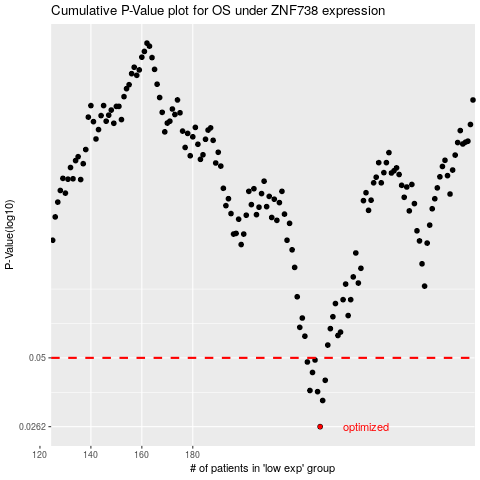 Cumulative P-Value plot for OS under ZNF738 expression
P-Value(log10)
0.05
0.0262
optimized
120 140 160 180
# of patients in 'low exp' group